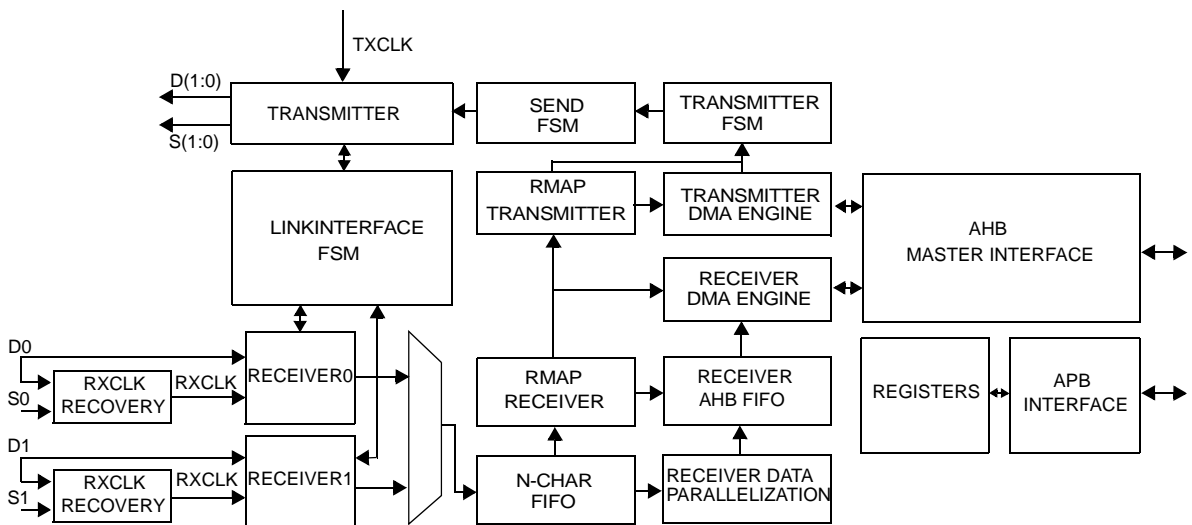 TXCLK
D(1:0)
S(1:0)
TRANSMITTER
SEND
FSM
TRANSMITTER
FSM
LINKINTERFACE
FSM
RMAP
TRANSMITTER
TRANSMITTER
DMA ENGINE
AHB
MASTER INTERFACE
RECEIVER
DMA ENGINE
D0
S0
RXCLK
RECOVERY
RXCLK
RECEIVER0
RMAP
RECEIVER
RECEIVER
AHB FIFO
REGISTERS
APB
INTERFACE
D1
S1
RXCLK
RECOVERY
RXCLK
RECEIVER1
N-CHAR
FIFO
RECEIVER DATA
PARALLELIZATION